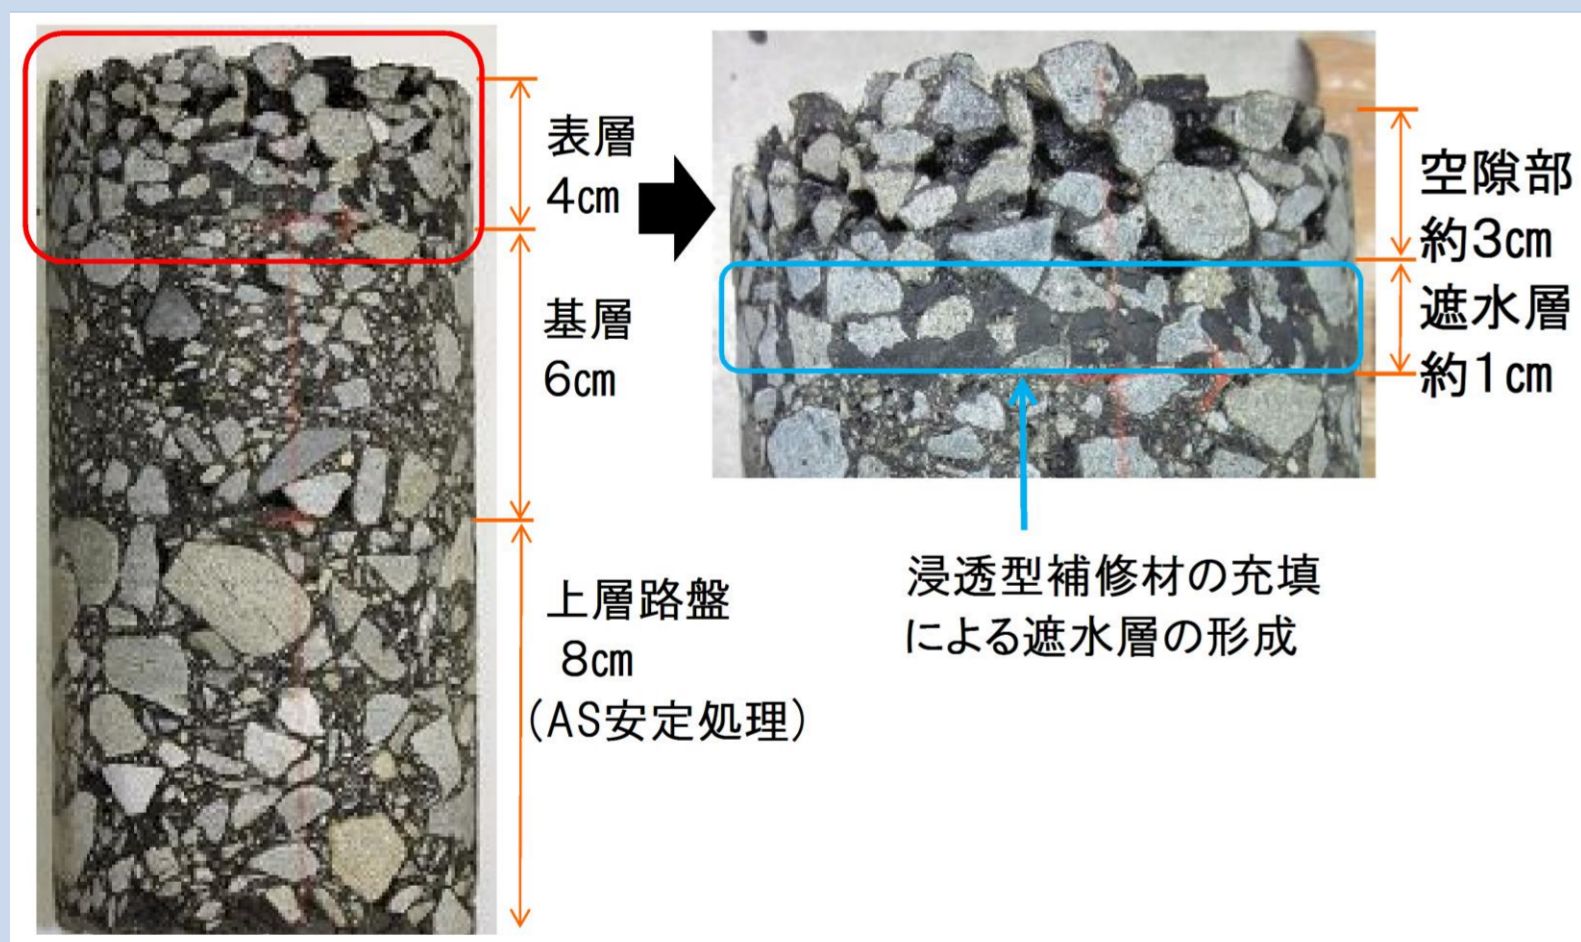 表層
4㎝
基層
6㎝
上層路盤
8㎝
(AS安定処理)
空隙部
約3㎝
遮水層
約1㎝
浸透型補修材の充填
による遮水層の形成